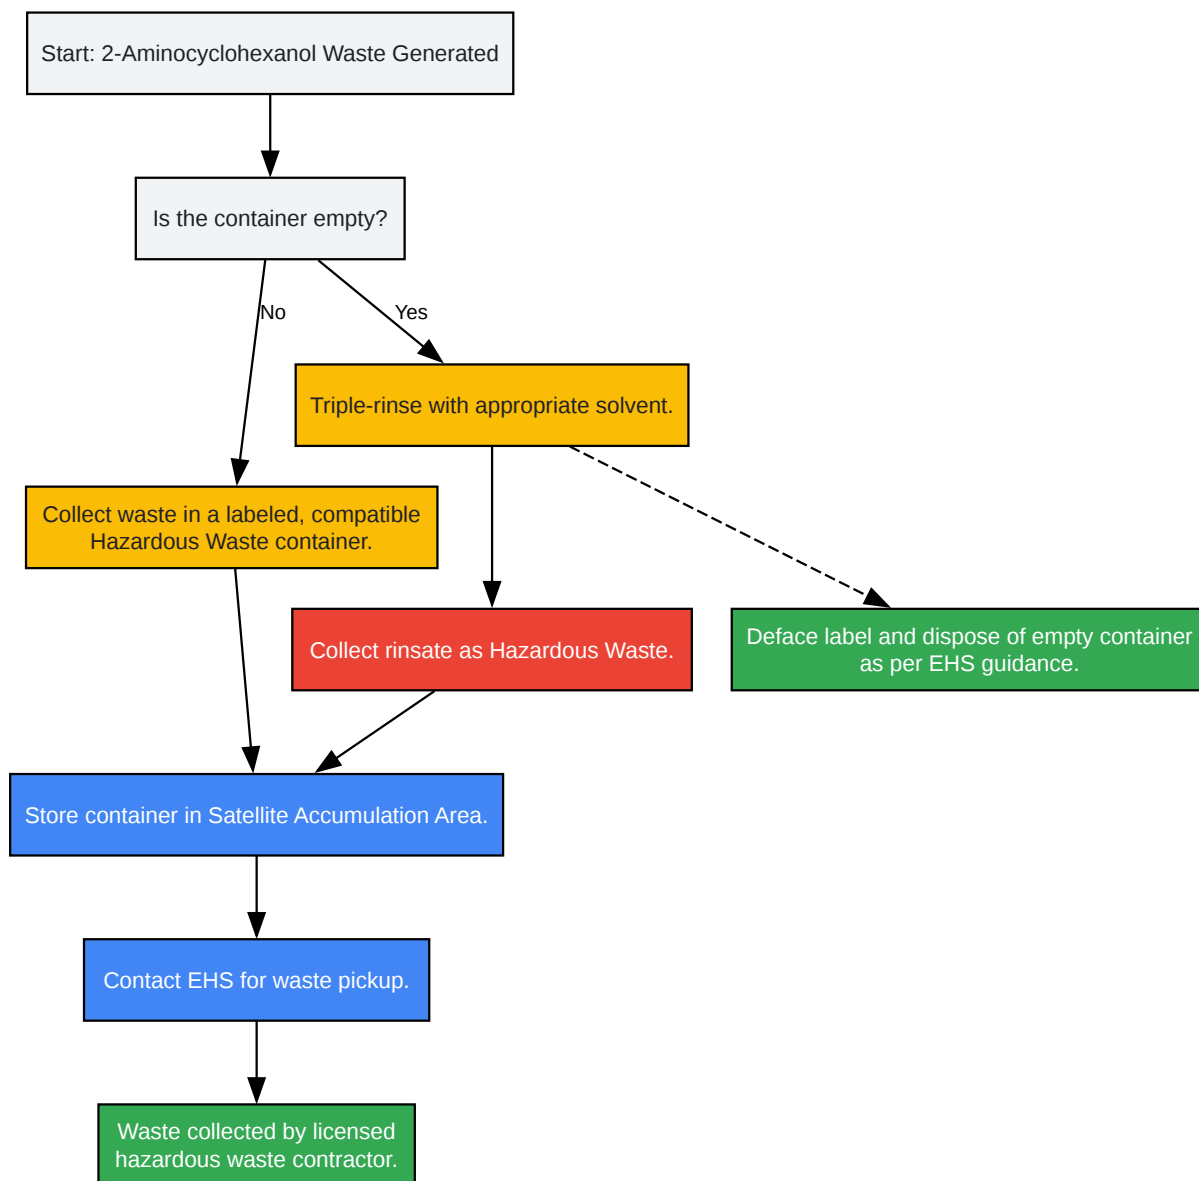 Start: 2-Aminocyclohexanol Waste Generated
Is the container empty?
No
Yes
Triple-rinse with appropriate solvent.
Collect waste in a labeled, compatible
Hazardous Waste container.
Collect rinsate as Hazardous Waste.
Deface label and dispose of empty container
as per EHS guidance.
Store container in Satellite Accumulation Area.
Contact EHS for waste pickup.
Waste collected by licensed
hazardous waste contractor.